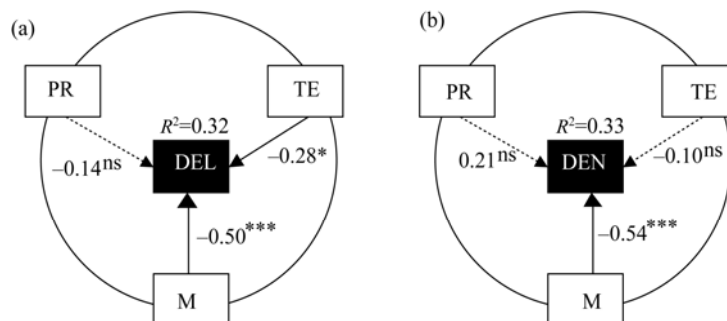 (a)
PR
TE
R²=0.32
DEL
–0.14ns
–0.28*
–0.50***
M
(b)
PR
TE
R²=0.33
DEN
0.21ns
–0.10ns
–0.54***
M